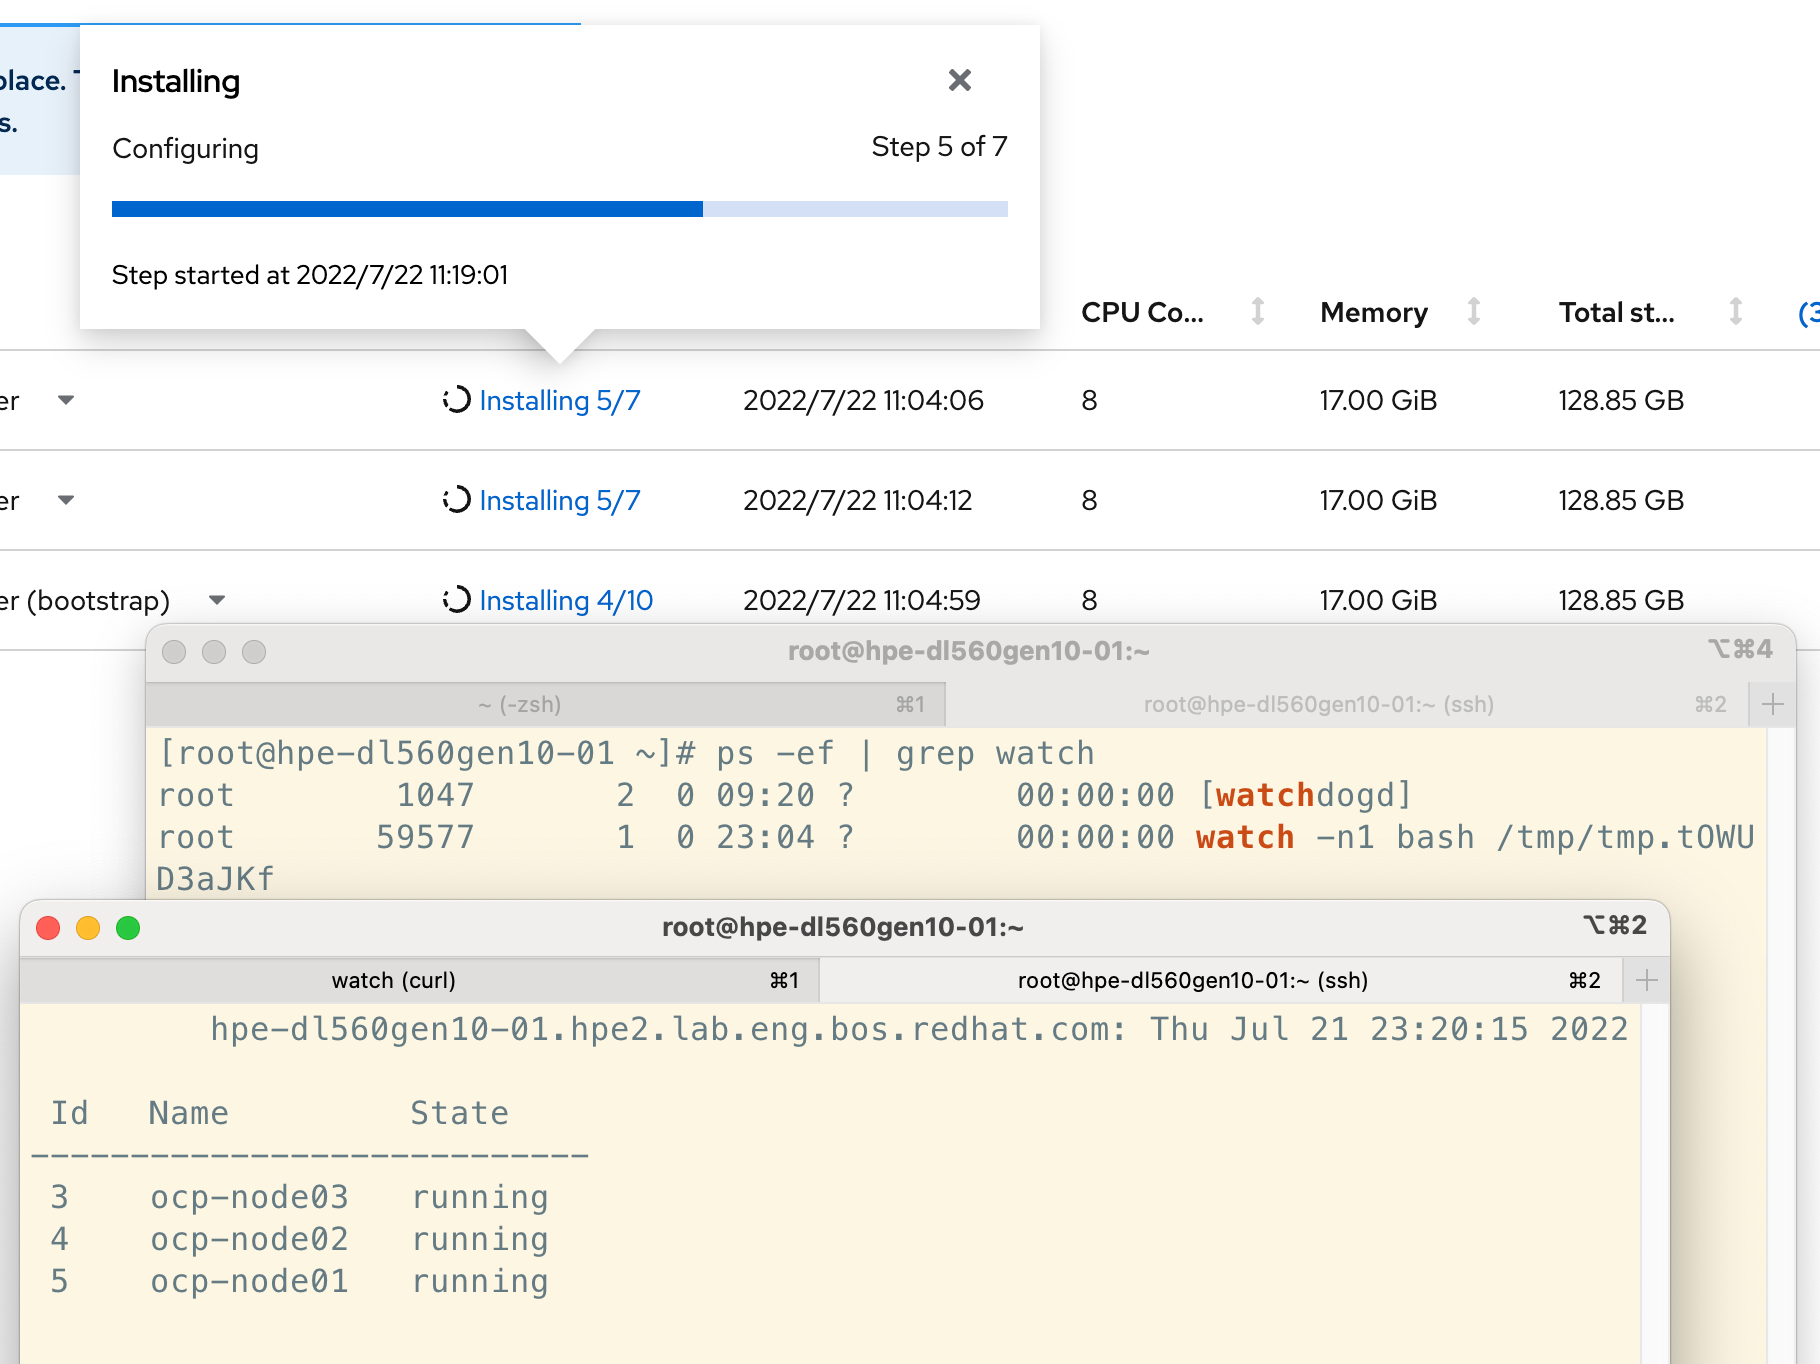 place. T
s.
Installing
Configuring
Step 5 of 7
Step started at 2022/7/22 11:19:01
CPU Co... Memory Total st... (3
er Installing 5/7 2022/7/22 11:04:06 8 17.00 GiB 128.85 GB
er Installing 5/7 2022/7/22 11:04:12 8 17.00 GiB 128.85 GB
er (bootstrap) Installing 4/10 2022/7/22 11:04:59 8 17.00 GiB 128.85 GB
root@hpe-dl560gen10-01:~ ⌥⌘4
~ (-zsh) ⌘1 root@hpe-dl560gen10-01:~ (ssh) ⌘2
[root@hpe-dl560gen10-01 ~]# ps -ef | grep watch
root 1047 2 0 09:20 ? 00:00:00 [watchdogd]
root 59577 1 0 23:04 ? 00:00:00 watch -n1 bash /tmp/tmp.tOWU
D3aJKf
root@hpe-dl560gen10-01:~ ⌥⌘2
watch (curl) ⌘1 root@hpe-dl560gen10-01:~ (ssh) ⌘2
hpe-dl560gen10-01.hpe2.lab.eng.bos.redhat.com: Thu Jul 21 23:20:15 2022
Id Name State
----------------------------
3 ocp-node03 running
4 ocp-node02 running
5 ocp-node01 running